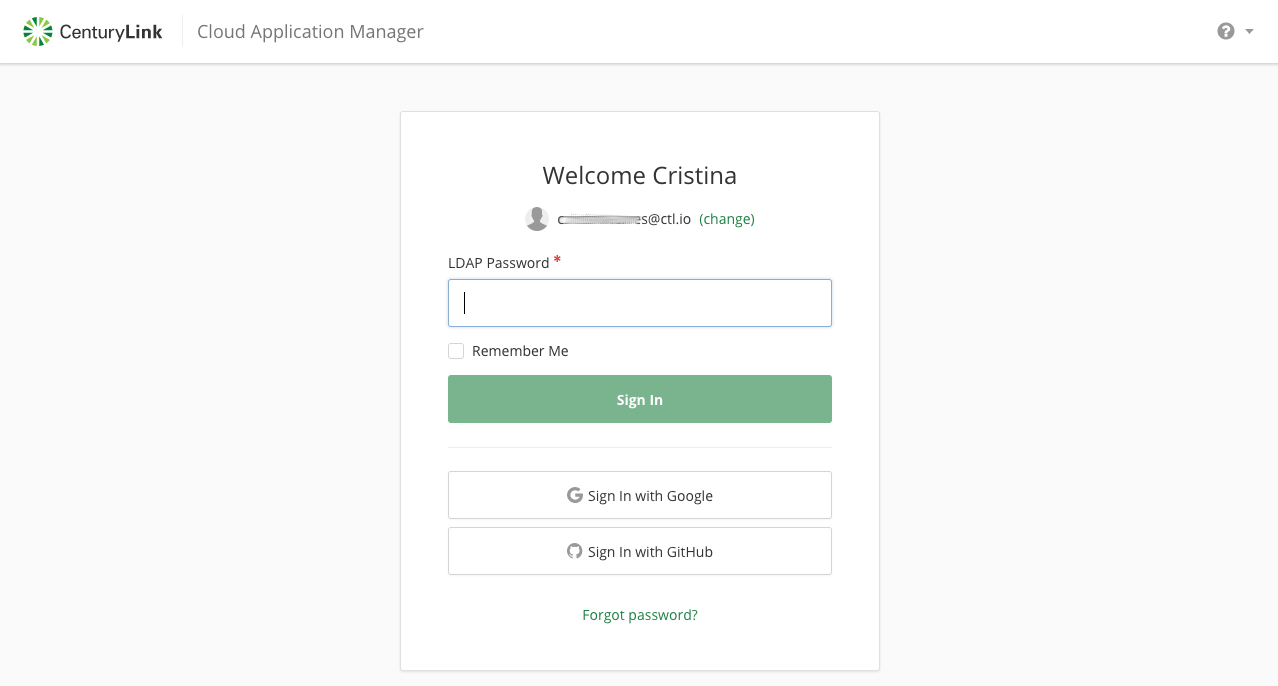 CenturyLink Cloud Application Manager
Welcome Cristina
s@ctl.io (change)
LDAP Password *
Remember Me
Sign In
Sign In with Google
Sign In with GitHub
Forgot password?